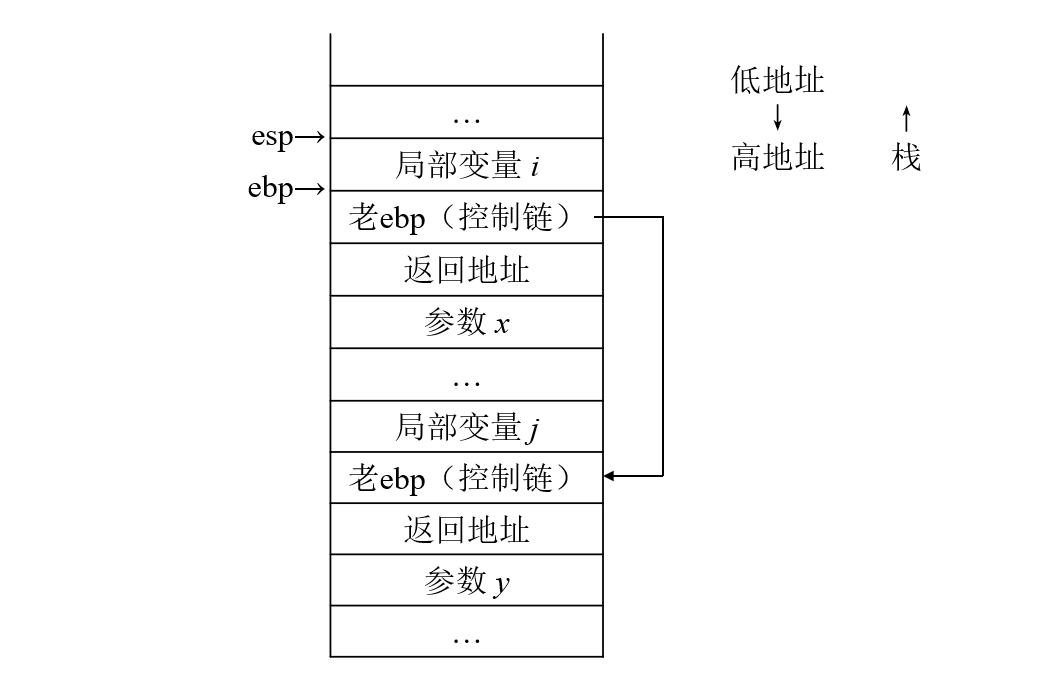 低地址
…
esp→
高地址
栈
局部变量 i
ebp→
老ebp（控制链）
返回地址
参数 x
…
局部变量 j
老ebp（控制链）
返回地址
参数 y
…